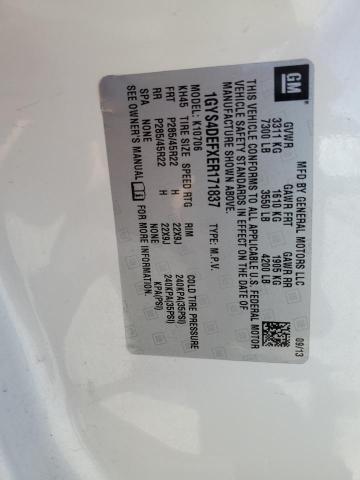 GM
MFD BY GENERAL MOTORS LLC
09/13
GVWR GAWR FRT GAWR RR
3311 KG 1610 KG 1905 KG
7300 LB 3550 LB 4200 LB
THIS VEHICLE CONFORMS TO ALL APPLICABLE U.S. FEDERAL MOTOR
VEHICLE SAFETY STANDARDS IN EFFECT ON THE DATE OF
MANUFACTURE SHOWN ABOVE.
1GYS4DEFXER171837 TYPE: M.P.V.
MODEL: K10706
KH45 TIRE SIZE SPEED RTG RIM COLD TIRE PRESSURE
FRT P285/45R22 H 22X9J 240KPA(35PSI)
RR P285/45R22 H 22X9J 240KPA(35PSI)
SPA NONE NONE KPA(PSI)
SEE OWNER'S MANUAL FOR MORE INFORMATION.